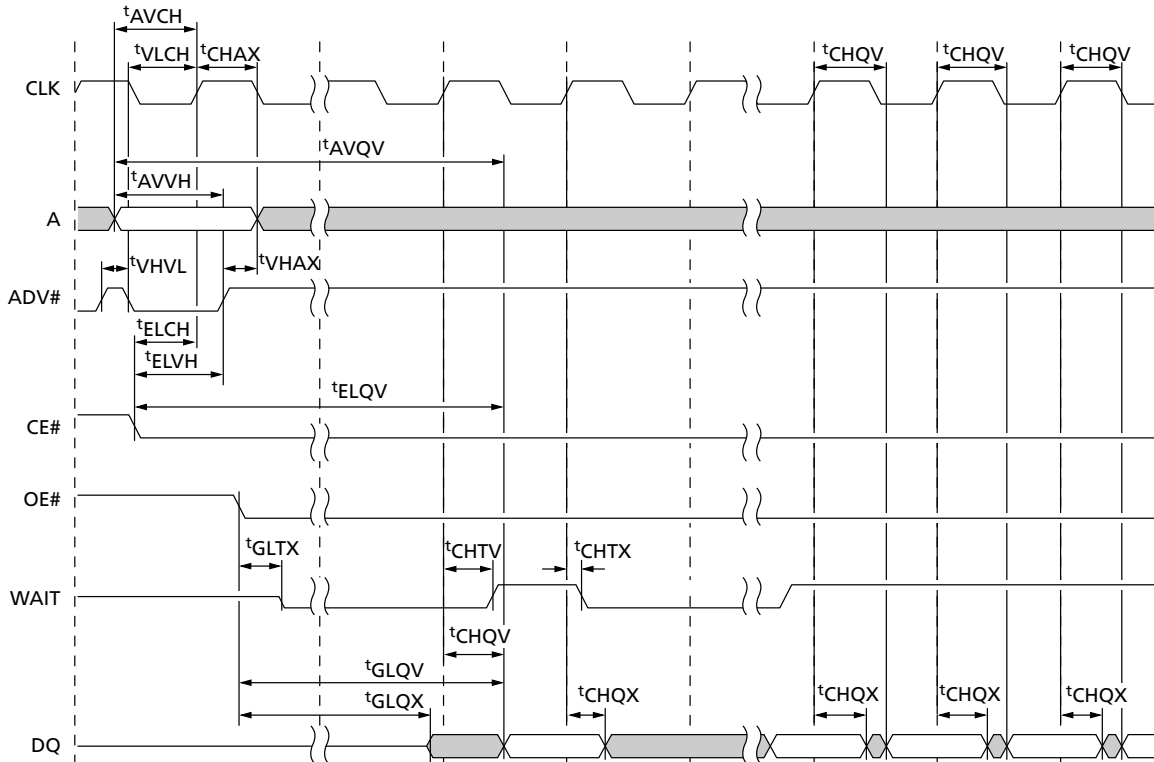 tAVCH
tVLCH tCHAX tCHQV tCHQV tCHQV
CLK
tAVQV
tAVVH
A
tVHVL tVHAX
ADV#
tELCH
tELVH
tELQV
CE#
OE#
tGLTX tCHTV tCHTX
WAIT
tCHQV
tGLQV
tGLQX tCHQX tCHQX tCHQX tCHQX
DQ